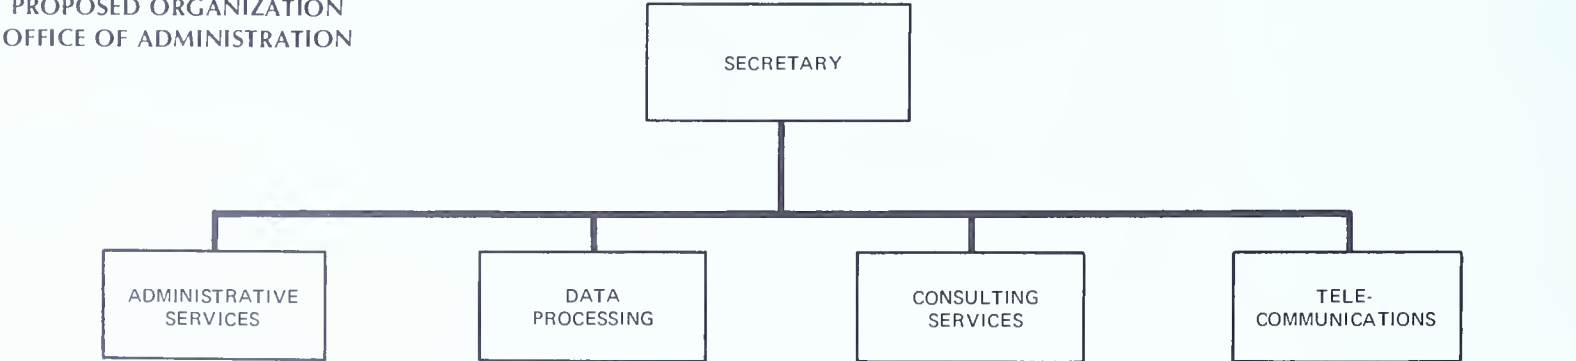 PROPOSED ORGANIZATION
OFFICE OF ADMINISTRATION
SECRETARY
ADMINISTRATIVE
SERVICES
DATA
PROCESSING
CONSULTING
SERVICES
TELE-
COMMUNICATIONS